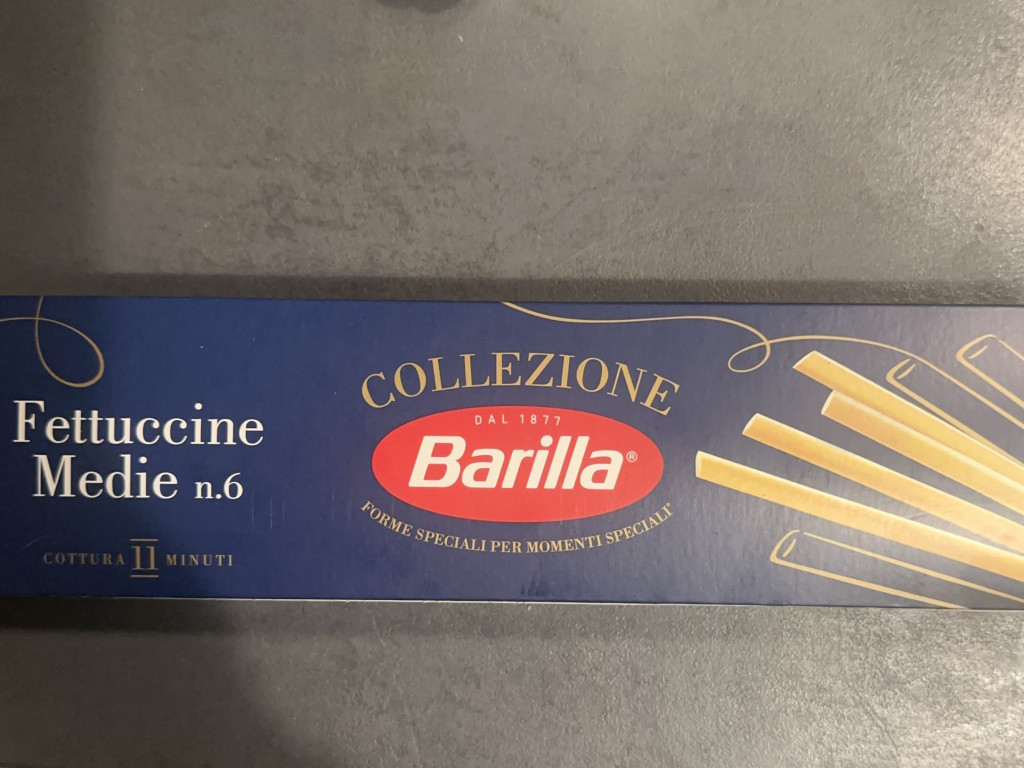 Fettuccine
Medie n.6
COTTURA 11 MINUTI
COLLEZIONE
DAL 1877
Barilla®
FORME SPECIALI PER MOMENTI SPECIALI*